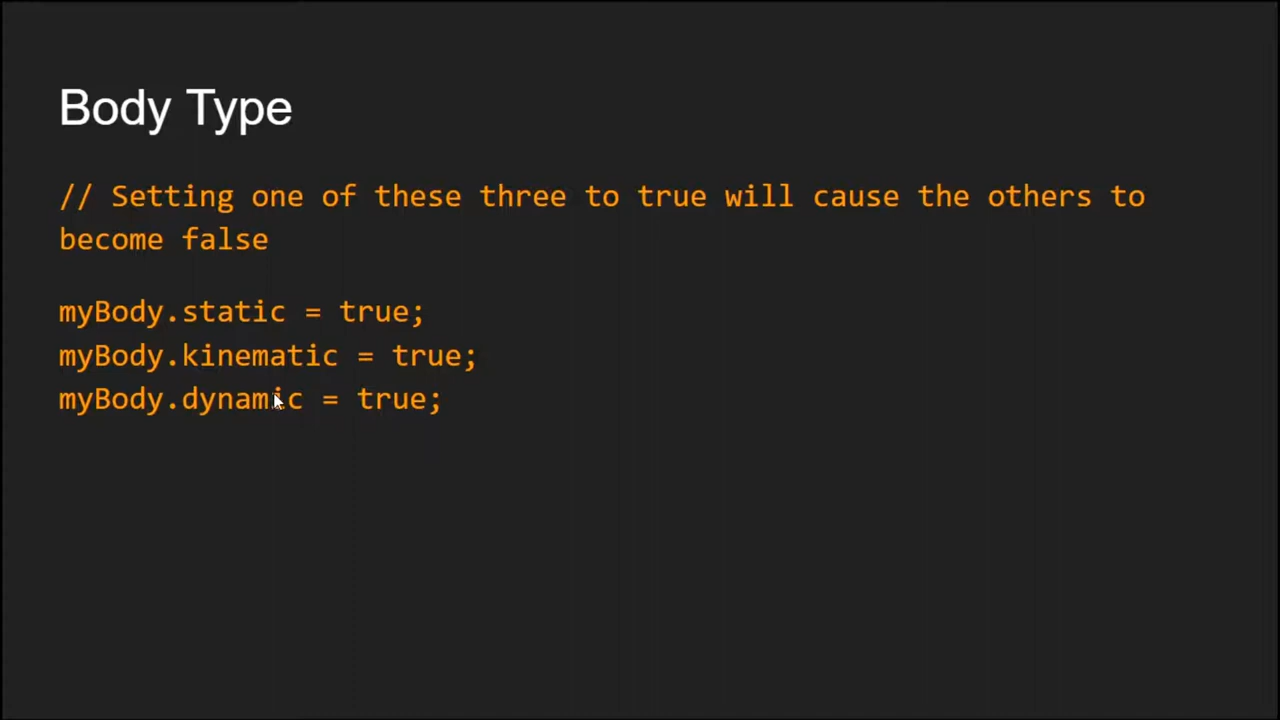 Body Type
// Setting one of these three to true will cause the others to
become false
myBody.static = true;
myBody.kinematic = true;
myBody.dynamic = true;